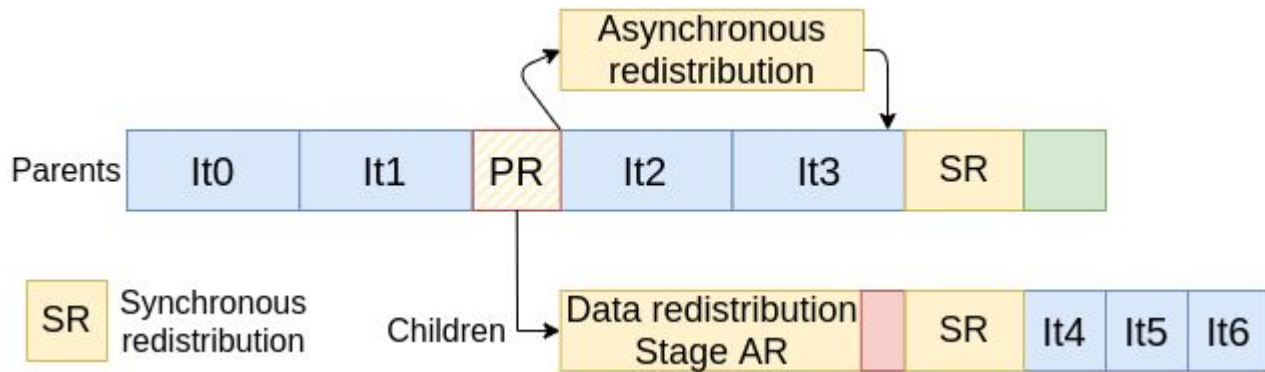 Asynchronous
redistribution
Parents
It0
It1
PR
It2
It3
SR
SR
Synchronous
redistribution
Children
Data redistribution
Stage AR
SR
It4
It5
It6